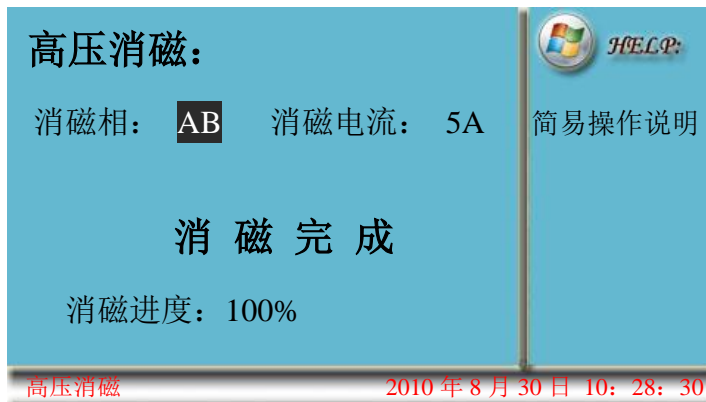 高压消磁：
HELP:
消磁相： AB 消磁电流： 5A
简易操作说明
消 磁 完 成
消磁进度：100%
高压消磁 2010 年 8 月 30 日 10：28：30